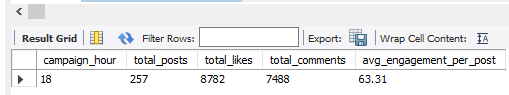 Result Grid Filter Rows: Export: Wrap Cell Content: IA
campaign_hour total_posts total_likes total_comments avg_engagement_per_post
18 257 8782 7488 63.31